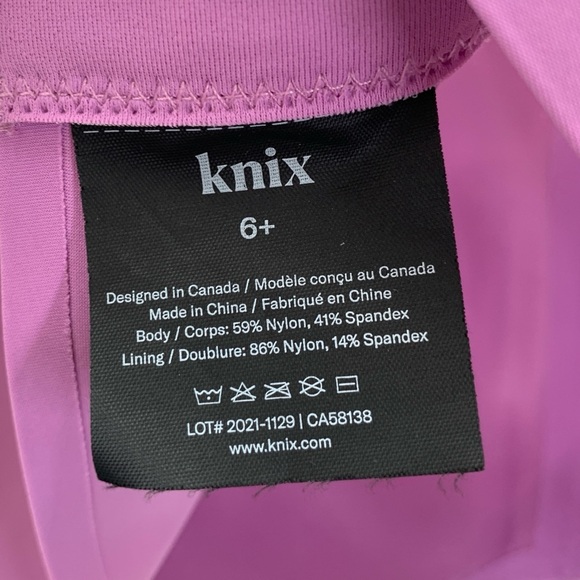 knix
6+
Designed in Canada / Modèle conçu au Canada
Made in China / Fabriqué en Chine
Body / Corps: 59% Nylon, 41% Spandex
Lining / Doublure: 86% Nylon, 14% Spandex
LOT# 2021-1129 | CA58138
www.knix.com